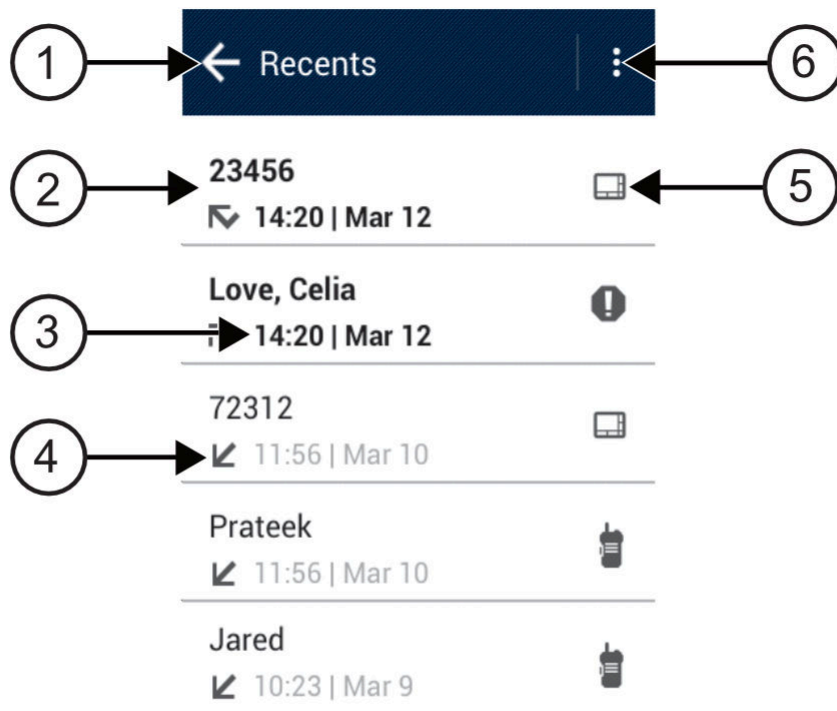 1
Recents
6
2
23456
14:20 | Mar 12
5
Love, Celia
3
14:20 | Mar 12
72312
4
11:56 | Mar 10
Prateek
11:56 | Mar 10
Jared
10:23 | Mar 9